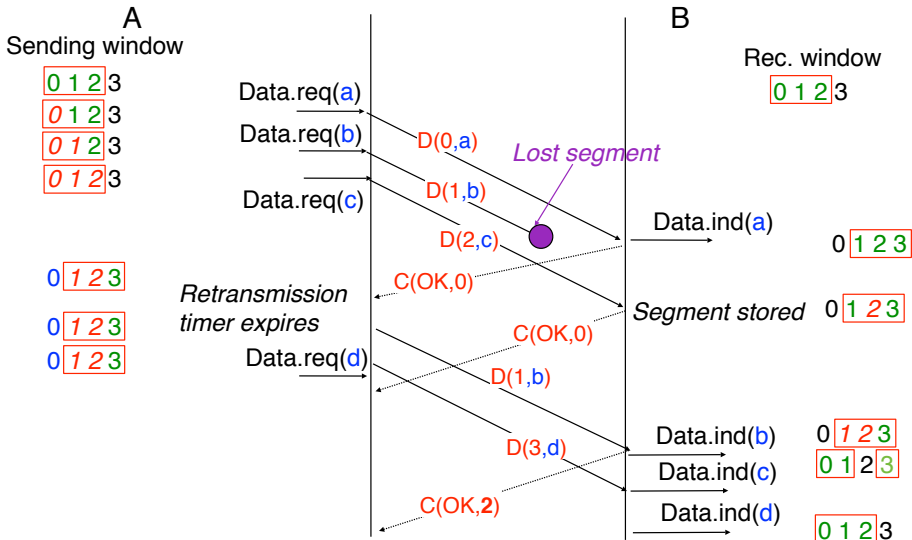 A
B
Sending window
Rec. window
0 1 2 3
0 1 2 3
0 1 2 3
0 1 2 3
0 1 2 3
Data.req(a)
Data.req(b)
Data.req(c)
D(0,a)
Lost segment
D(1,b)
D(2,c)
Data.ind(a)
0 1 2 3
C(OK,0)
0 1 2 3
Retransmission
timer expires
Segment stored
0 1 2 3
C(OK,0)
0 1 2 3
0 1 2 3
Data.req(d)
D(1,b)
D(3,d)
Data.ind(b)
0 1 2 3
0 1 2 3
Data.ind(c)
C(OK,2)
Data.ind(d)
0 1 2 3